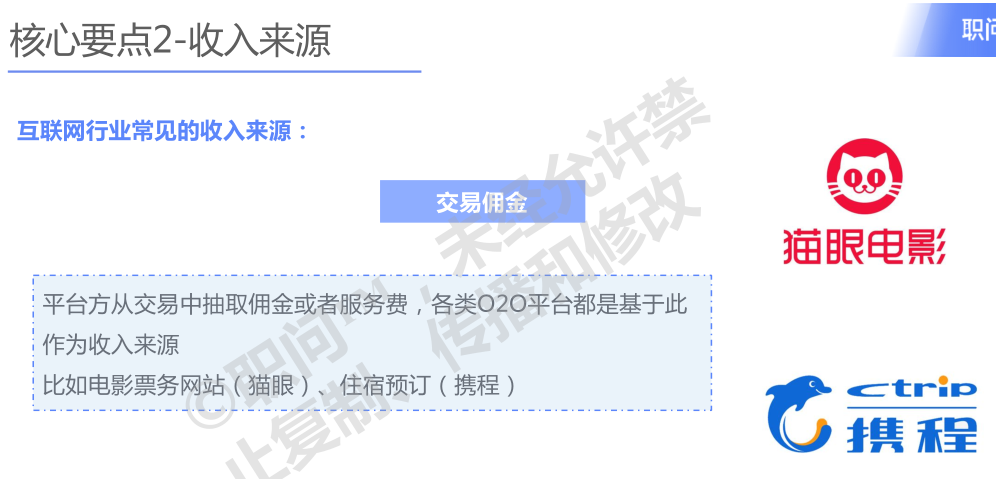 核心要点2-收入来源
职问
互联网行业常见的收入来源：
交易佣金
猫眼电影
平台方从交易中抽取佣金或者服务费，各类O2O平台都是基于此
作为收入来源
比如电影票务网站（猫眼）、住宿预订（携程）
ctrip
携程
©职问™，未经允许禁
止复制、传播和修改